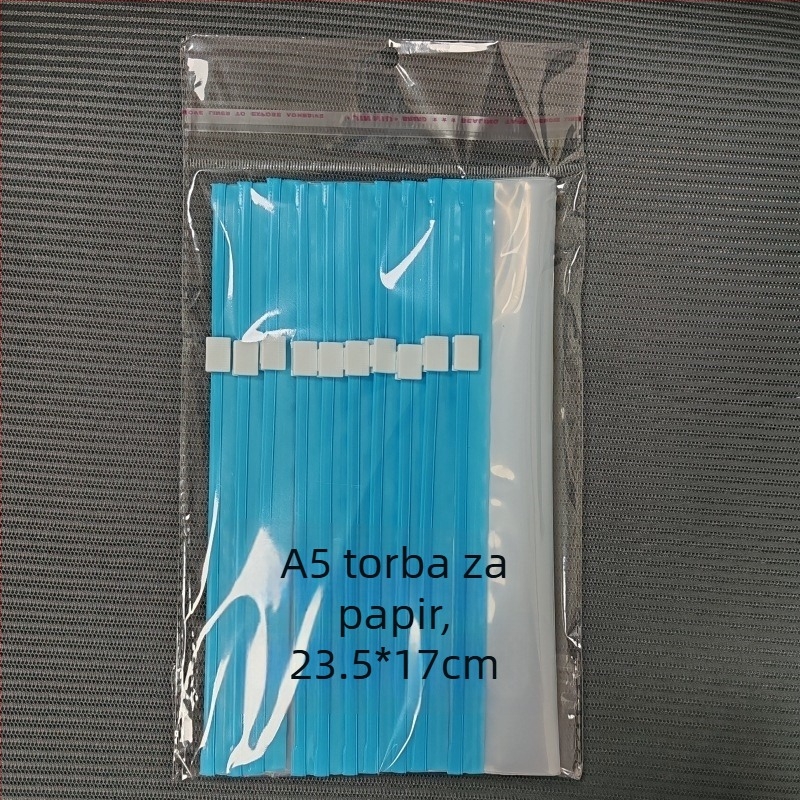 A5 torba za
papir,
23.5*17cm